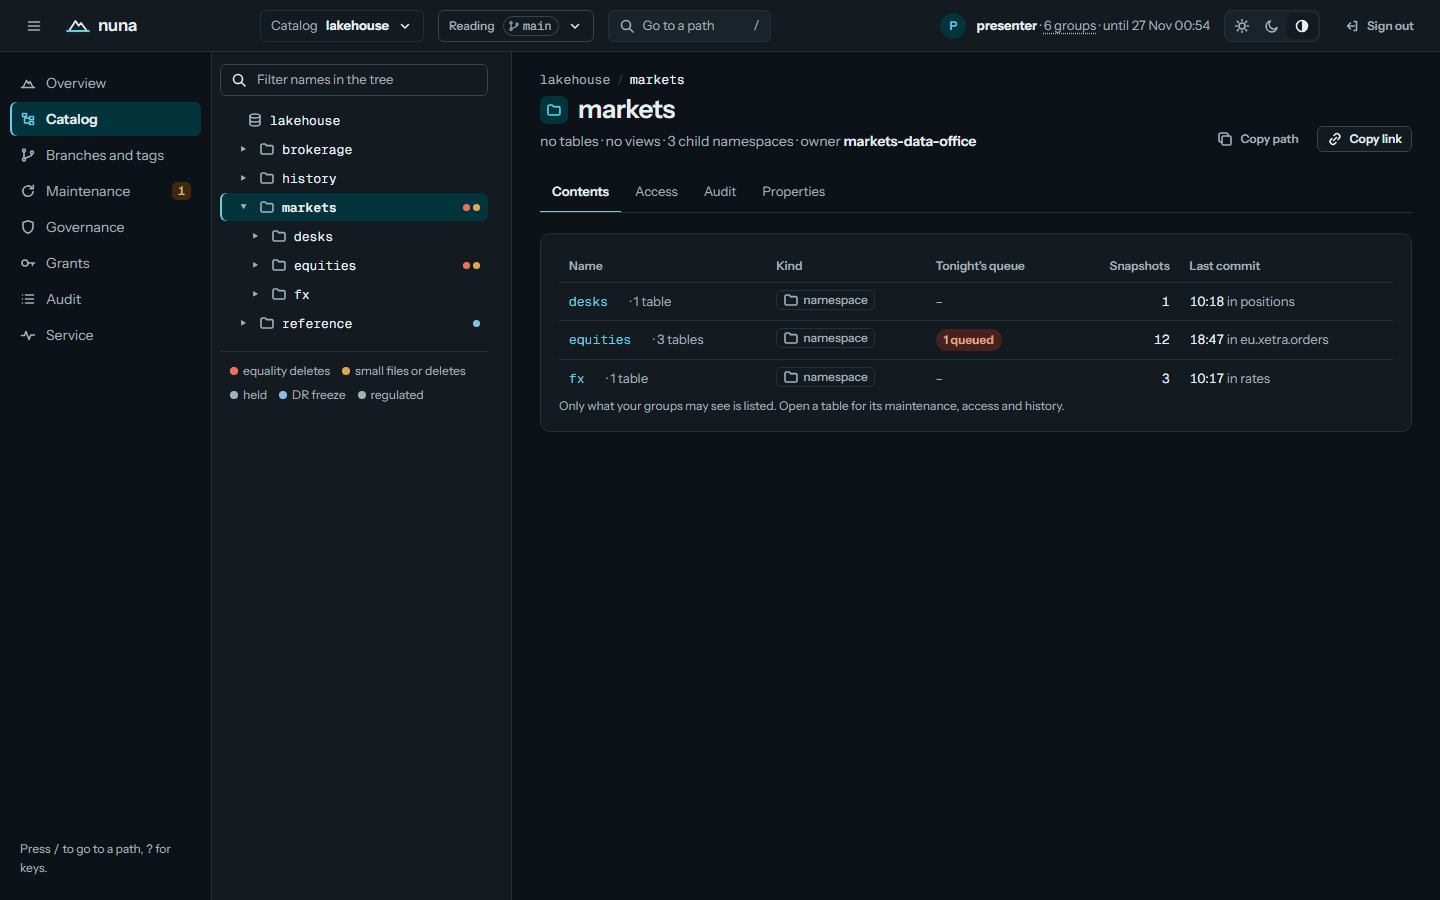 nuna
Catalog lakehouse
Reading main
Go to a path /
P presenter · 6 groups · until 27 Nov 00:54
Sign out
Overview
Catalog
Branches and tags
Maintenance 1
Governance
Grants
Audit
Service
Press / to go to a path, ? for
keys.
Filter names in the tree
lakehouse
brokerage
history
markets
desks
equities
fx
reference
equality deletes small files or deletes
held DR freeze regulated
lakehouse / markets
markets
no tables · no views · 3 child namespaces · owner markets-data-office
Copy path Copy link
Contents Access Audit Properties
Name Kind Tonight's queue Snapshots Last commit
desks · 1 table namespace – 1 10:18 in positions
equities · 3 tables namespace 1 queued 12 18:47 in eu.xetra.orders
fx · 1 table namespace – 3 10:17 in rates
Only what your groups may see is listed. Open a table for its maintenance, access and history.